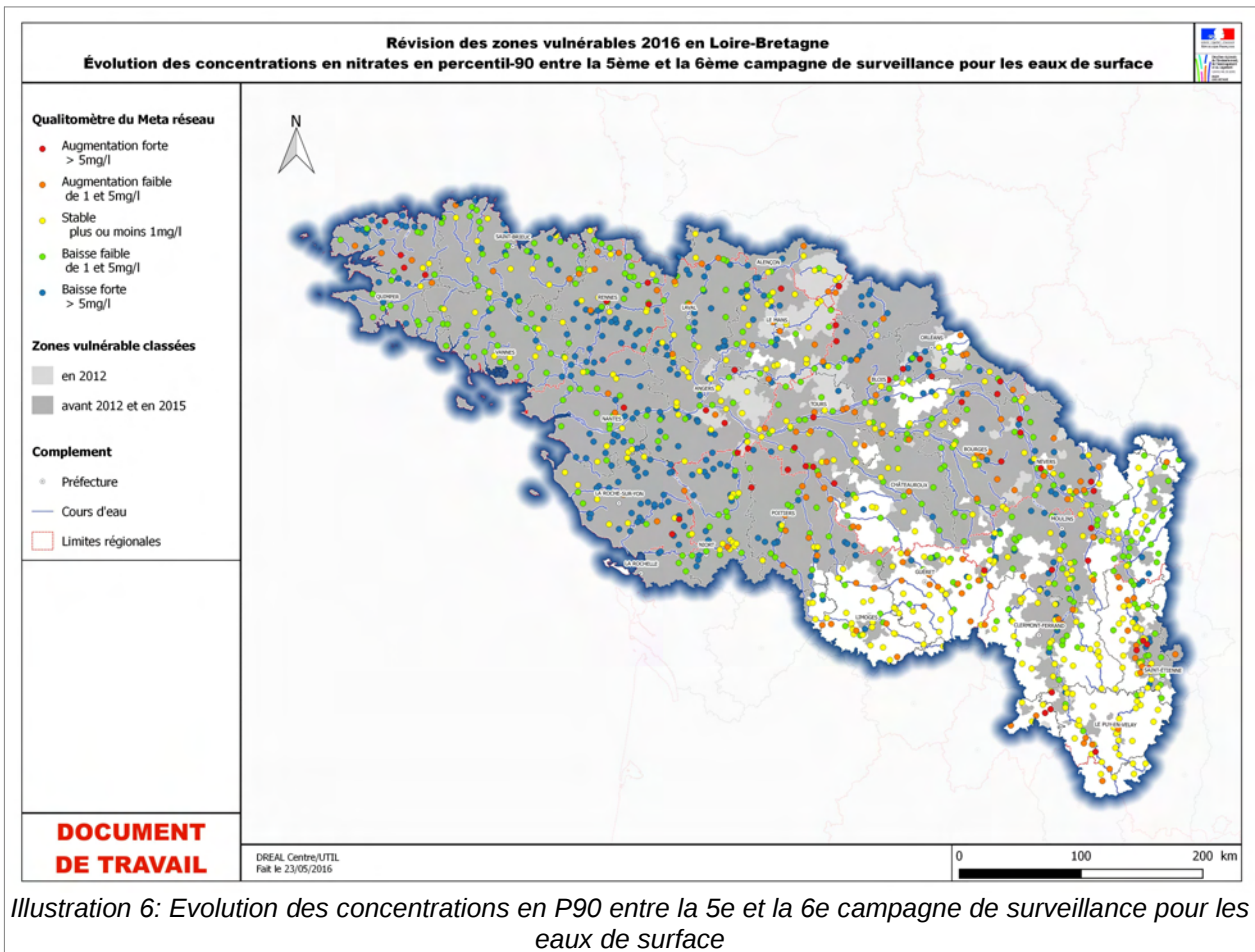 Révision des zones vulnérables 2016 en Loire-Bretagne
Évolution des concentrations en nitrates en percentil-90 entre la 5ème et la 6ème campagne de surveillance pour les eaux de surface
Qualitomètre du Meta réseau
Augmentation forte
> 5mg/l
Augmentation faible
de 1 et 5mg/l
Stable
plus ou moins 1mg/l
Baisse faible
de 1 et 5mg/l
Baisse forte
> 5mg/l
Zones vulnérable classées
en 2012
avant 2012 et en 2015
Complement
Préfecture
Cours d'eau
Limites régionales
N
SAINT-BRIEUC
ALENÇON
QUIMPER
RENNES
LAVAL
LE MANS
ORLÉANS
VANNES
ANGERS
BLOIS
TOURS
NANTES
BOURGES
NEVERS
LA ROCHE-SUR-YON
CHÂTEAUROUX
POITIERS
MOULINS
NIORT
LA ROCHELLE
GUÉRET
LIMOGES
CLERMONT-FERRAND
SAINT-ÉTIENNE
LE PUY-EN-VELAY
DOCUMENT
DE TRAVAIL
DREAL Centre/UTIL
Fait le 23/05/2016
0 100 200 km
Illustration 6: Evolution des concentrations en P90 entre la 5e et la 6e campagne de surveillance pour les
eaux de surface